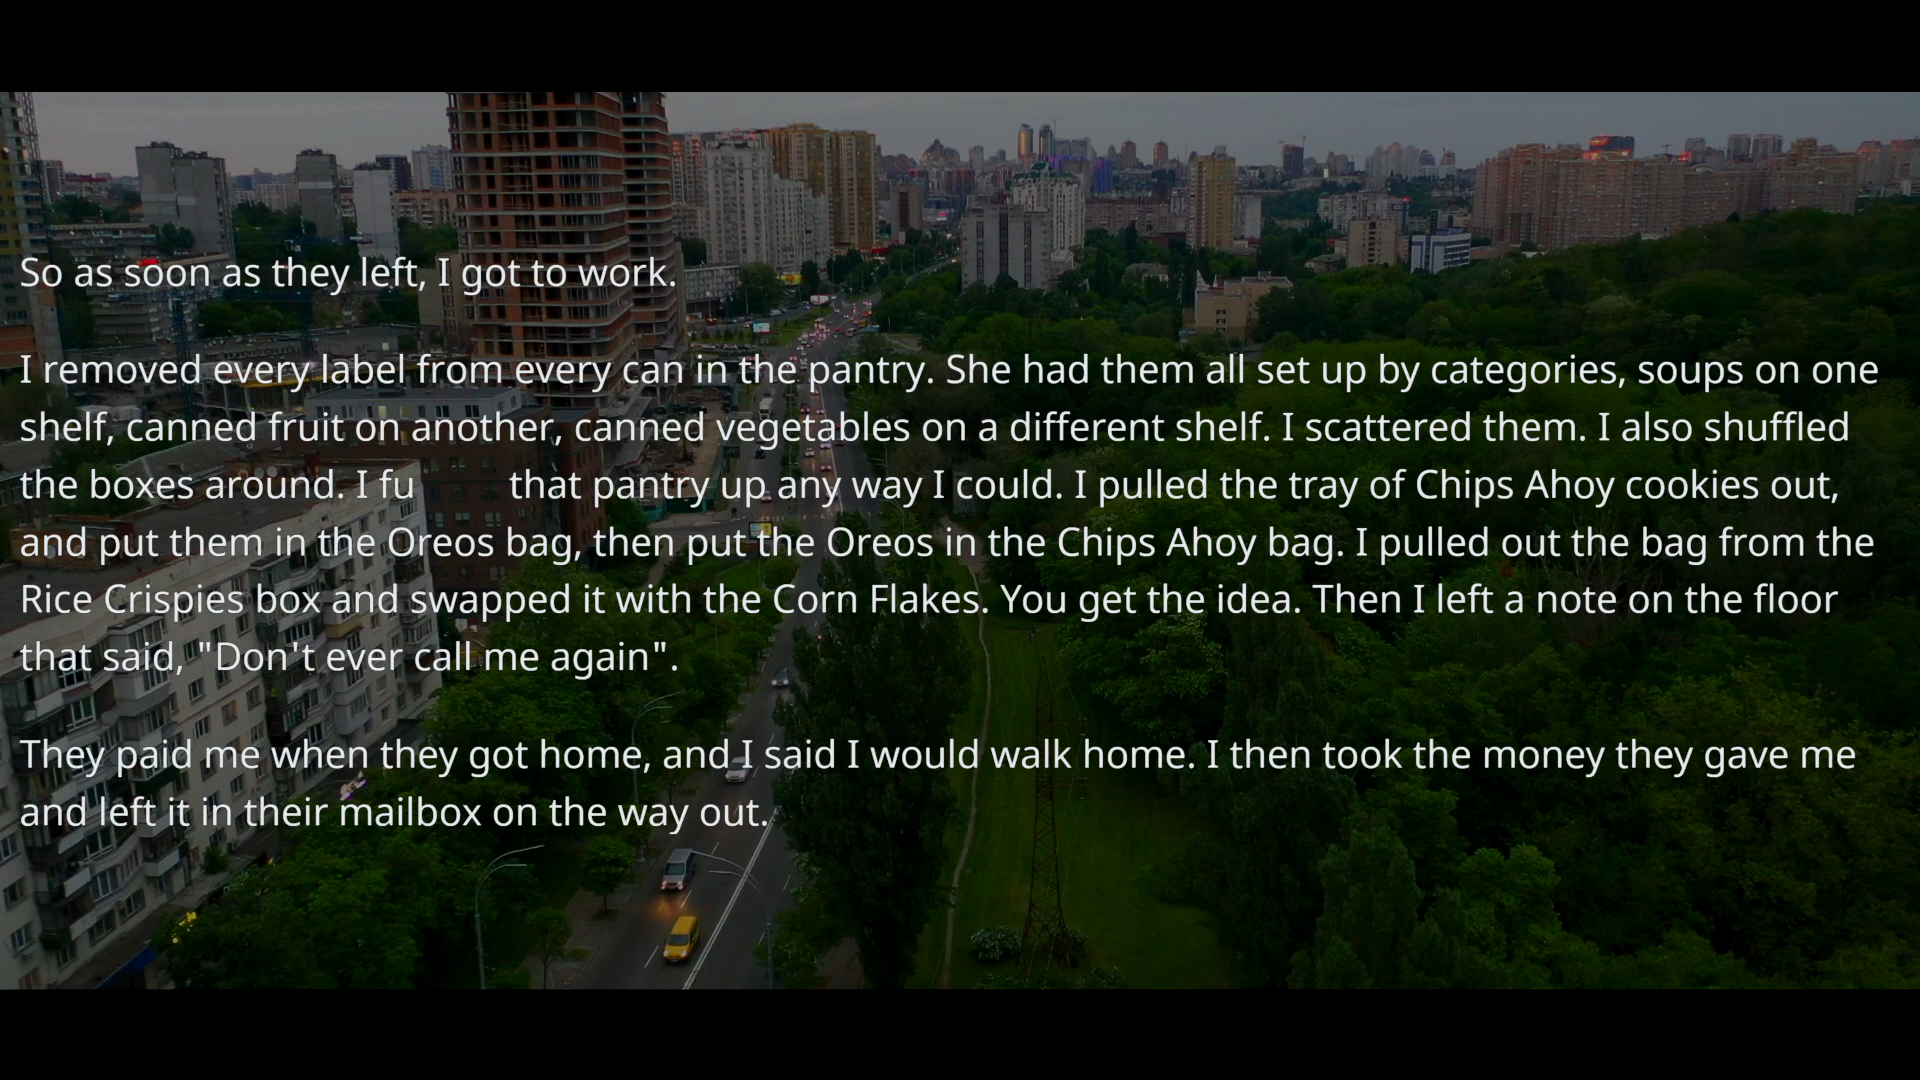 So as soon as they left, I got to work.
I removed every label from every can in the pantry. She had them all set up by categories, soups on one
shelf, canned fruit on another, canned vegetables on a different shelf. I scattered them. I also shuffled
the boxes around. I fu that pantry up any way I could. I pulled the tray of Chips Ahoy cookies out,
and put them in the Oreos bag, then put the Oreos in the Chips Ahoy bag. I pulled out the bag from the
Rice Crispies box and swapped it with the Corn Flakes. You get the idea. Then I left a note on the floor
that said, "Don't ever call me again".
They paid me when they got home, and I said I would walk home. I then took the money they gave me
and left it in their mailbox on the way out.